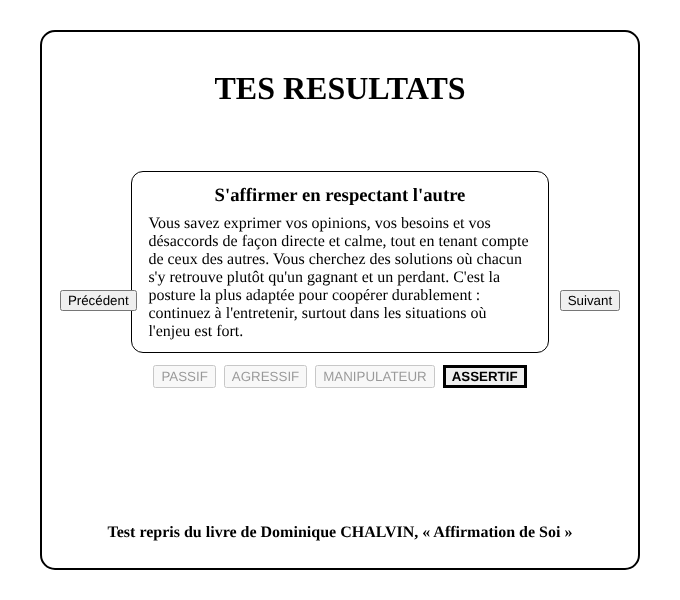 TES RESULTATS
S'affirmer en respectant l'autre
Vous savez exprimer vos opinions, vos besoins et vos
désaccords de façon directe et calme, tout en tenant compte
de ceux des autres. Vous cherchez des solutions où chacun
s'y retrouve plutôt qu'un gagnant et un perdant. C'est la
posture la plus adaptée pour coopérer durablement :
continuez à l'entretenir, surtout dans les situations où
l'enjeu est fort.
Précédent
Suivant
PASSIF AGRESSIF MANIPULATEUR ASSERTIF
Test repris du livre de Dominique CHALVIN, « Affirmation de Soi »